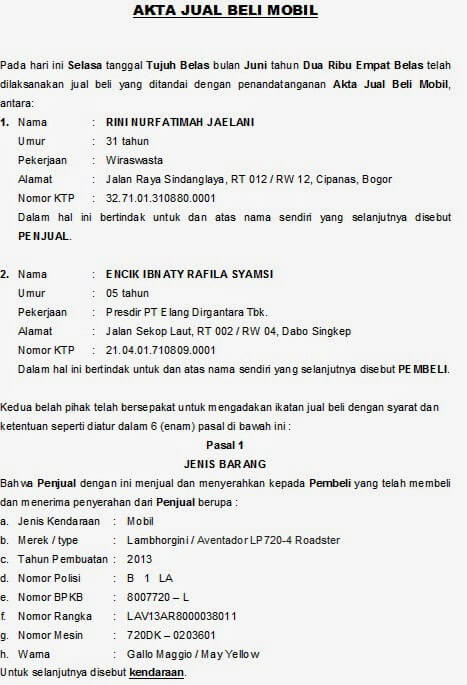 AKTA JUAL BELI MOBIL
Pada hari ini Selasa tanggal Tujuh Belas bulan Juni tahun Dua Ribu Empat Belas telah
dilaksanakan jual beli yang ditandai dengan penandatanganan Akta Jual Beli Mobil,
antara:
1. Nama : RINI NURFATIMAH JAELANI
Umur : 31 tahun
Pekerjaan : Wiraswasta
Alamat : Jalan Raya Sindanglaya, RT 012 / RW 12, Cipanas, Bogor
Nomor KTP : 32.71.01.310880.0001
Dalam hal ini bertindak untuk dan atas nama sendiri yang selanjutnya disebut
PENJUAL.
2. Nama : ENCIK IBNATY RAFILA SYAMSI
Umur : 05 tahun
Pekerjaan : Presdir PT Elang Dirgantara Tbk.
Alamat : Jalan Sekop Laut, RT 002 / RW 04, Dabo Singkep
Nomor KTP : 21.04.01.710809.0001
Dalam hal ini bertindak untuk dan atas nama sendiri yang selanjutnya disebut PEMBELI.
Kedua belah pihak telah bersepakat untuk mengadakan ikatan jual beli dengan syarat dan
ketentuan seperti diatur dalam 6 (enam) pasal di bawah ini :
Pasal 1
JENIS BARANG
Bahwa Penjual dengan ini menjual dan menyerahkan kepada Pembeli yang telah membeli
dan menerima penyerahan dari Penjual berupa :
a. Jenis Kendaraan : Mobil
b. Merek / type : Lambhorgini / Aventador LP720-4 Roadster
c. Tahun Pembuatan : 2013
d. Nomor Polisi : B 1 LA
e. Nomor BPKB : 8007720 – L
f. Nomor Rangka : LAV13AR8000038011
g. Nomor Mesin : 720DK – 0203601
h. Warna : Gallo Maggio / May Yellow
Untuk selanjutnya disebut kendaraan.